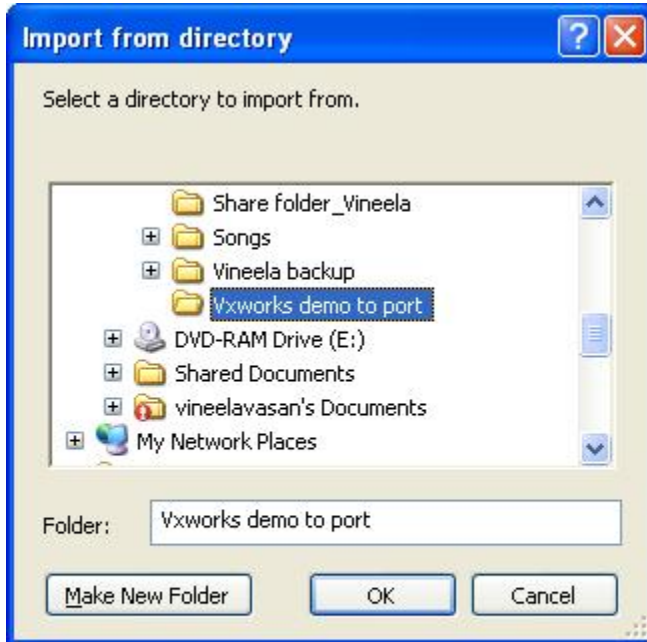 Import from directory
Select a directory to import from.
Share folder_Vineela
Songs
Vineela backup
Vxworks demo to port
DVD-RAM Drive (E:)
Shared Documents
vineelavasan's Documents
My Network Places
Folder: Vxworks demo to port
Make New Folder OK Cancel